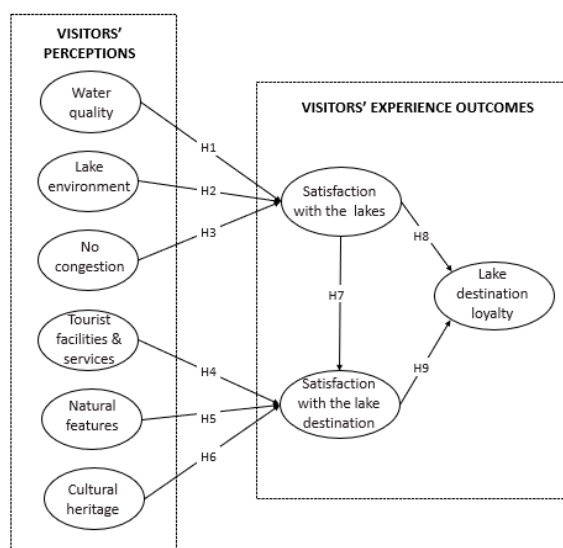 VISITORS'
PERCEPTIONS
Water
quality
Lake
environment
No
congestion
Tourist
facilities &
services
Natural
features
Cultural
heritage
H1
H2
H3
H4
H5
H6
VISITORS' EXPERIENCE OUTCOMES
Satisfaction
with the lakes
H7
Satisfaction
with the lake
destination
H8
H9
Lake
destination
loyalty